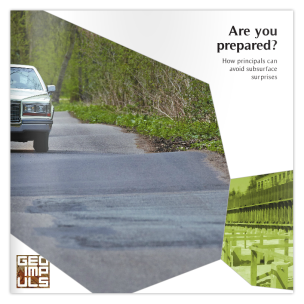 Are you
prepared?
How principals can
avoid subsurface
surprises
GEO
IMP
ULS